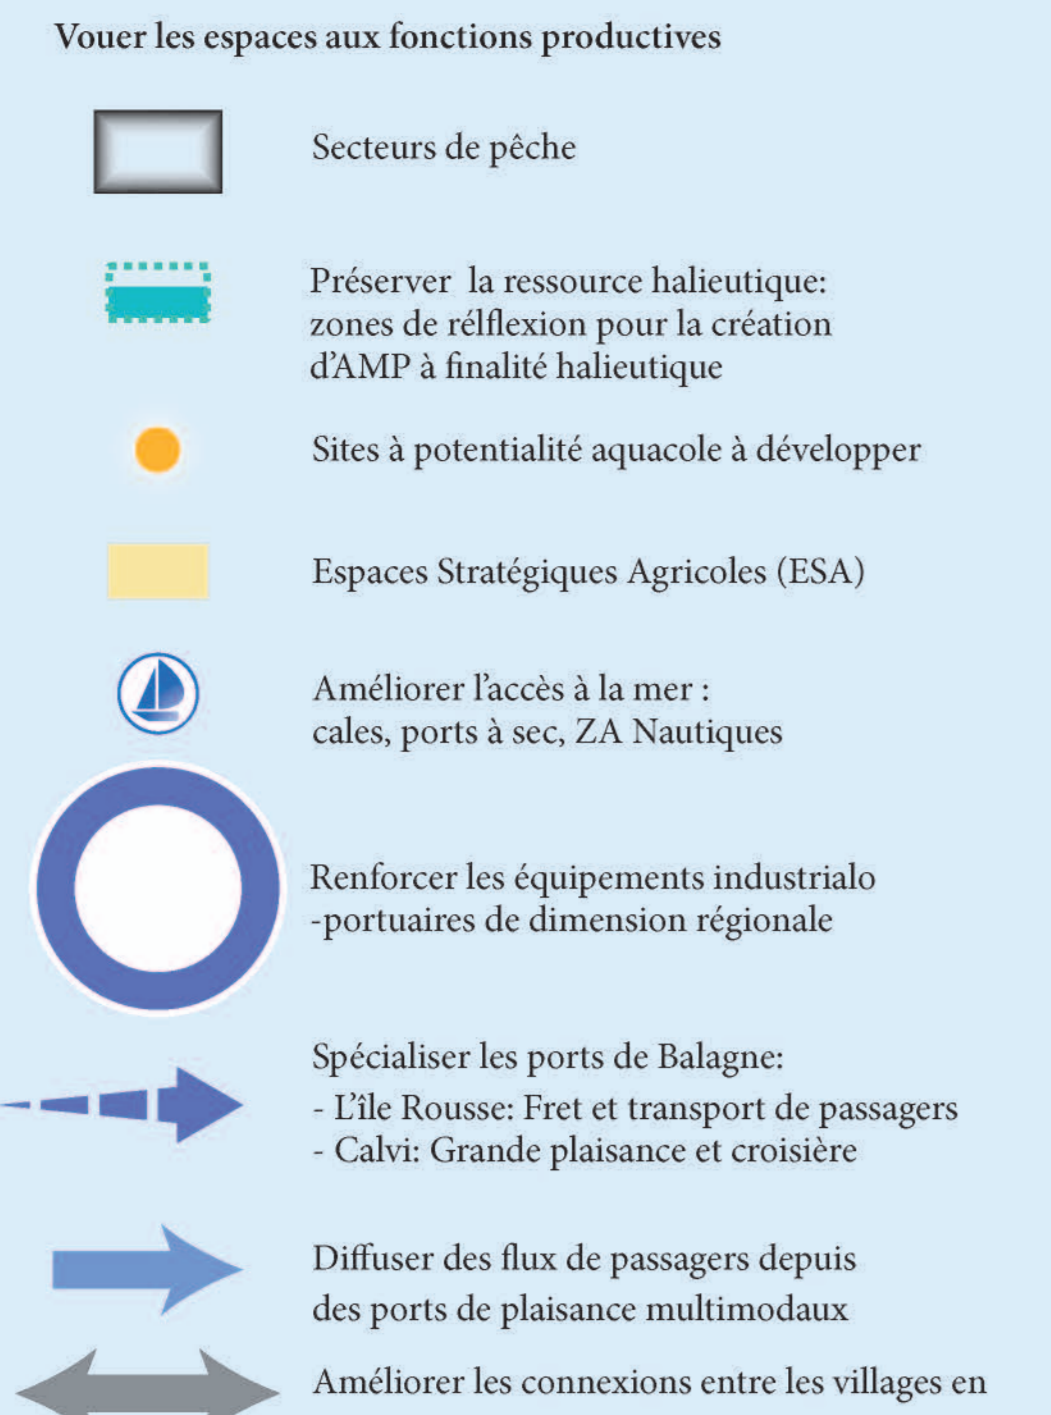 Vouer les espaces aux fonctions productives
Secteurs de pêche
Préserver la ressource halieutique:
zones de rélflexion pour la création
d'AMP à finalité halieutique
Sites à potentialité aquacole à développer
Espaces Stratégiques Agricoles (ESA)
Améliorer l'accès à la mer :
cales, ports à sec, ZA Nautiques
Renforcer les équipements industrialo
-portuaires de dimension régionale
Spécialiser les ports de Balagne:
- L'île Rousse: Fret et transport de passagers
- Calvi: Grande plaisance et croisière
Diffuser des flux de passagers depuis
des ports de plaisance multimodaux
Améliorer les connexions entre les villages en